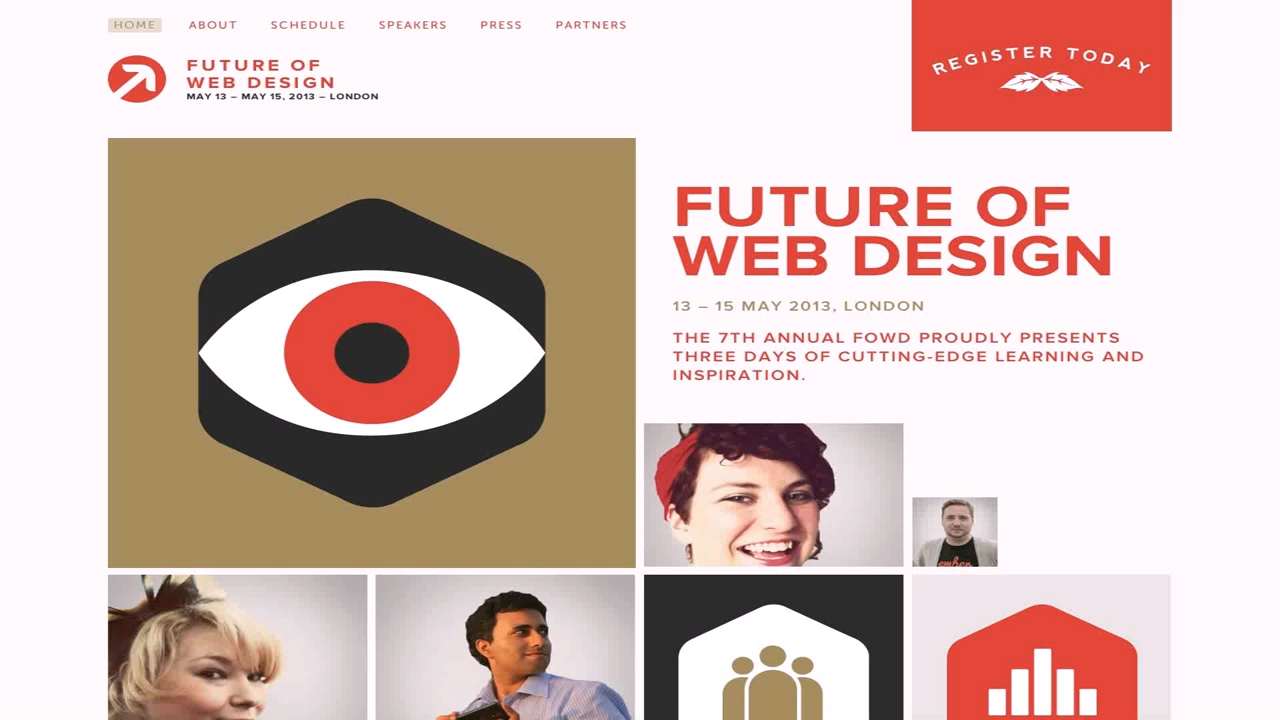 HOME ABOUT SCHEDULE SPEAKERS PRESS PARTNERS
REGISTER TODAY
FUTURE OF
WEB DESIGN
MAY 13 – MAY 15, 2013 – LONDON
FUTURE OF
WEB DESIGN
13 – 15 MAY 2013, LONDON
THE 7TH ANNUAL FOWD PROUDLY PRESENTS
THREE DAYS OF CUTTING-EDGE LEARNING AND
INSPIRATION.
ember